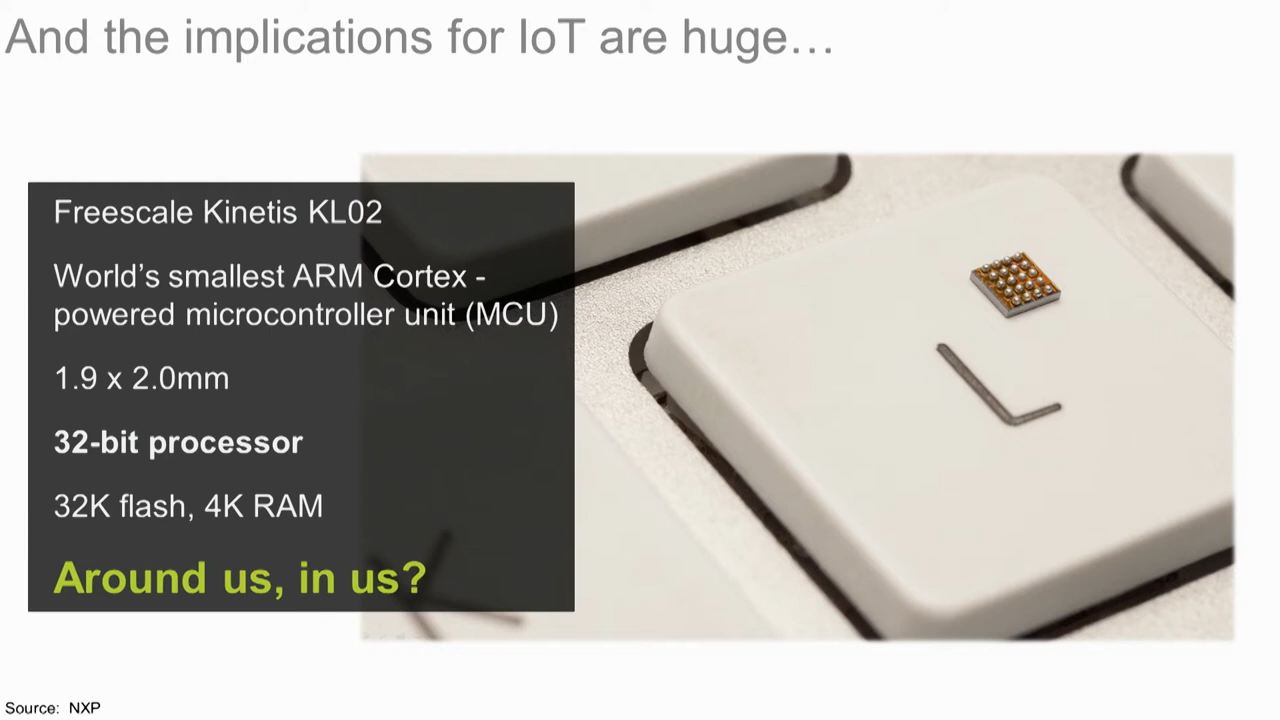 And the implications for IoT are huge…
Freescale Kinetis KL02
World’s smallest ARM Cortex -
powered microcontroller unit (MCU)
1.9 x 2.0mm
32-bit processor
32K flash, 4K RAM
Around us, in us?
L
Source:  NXP